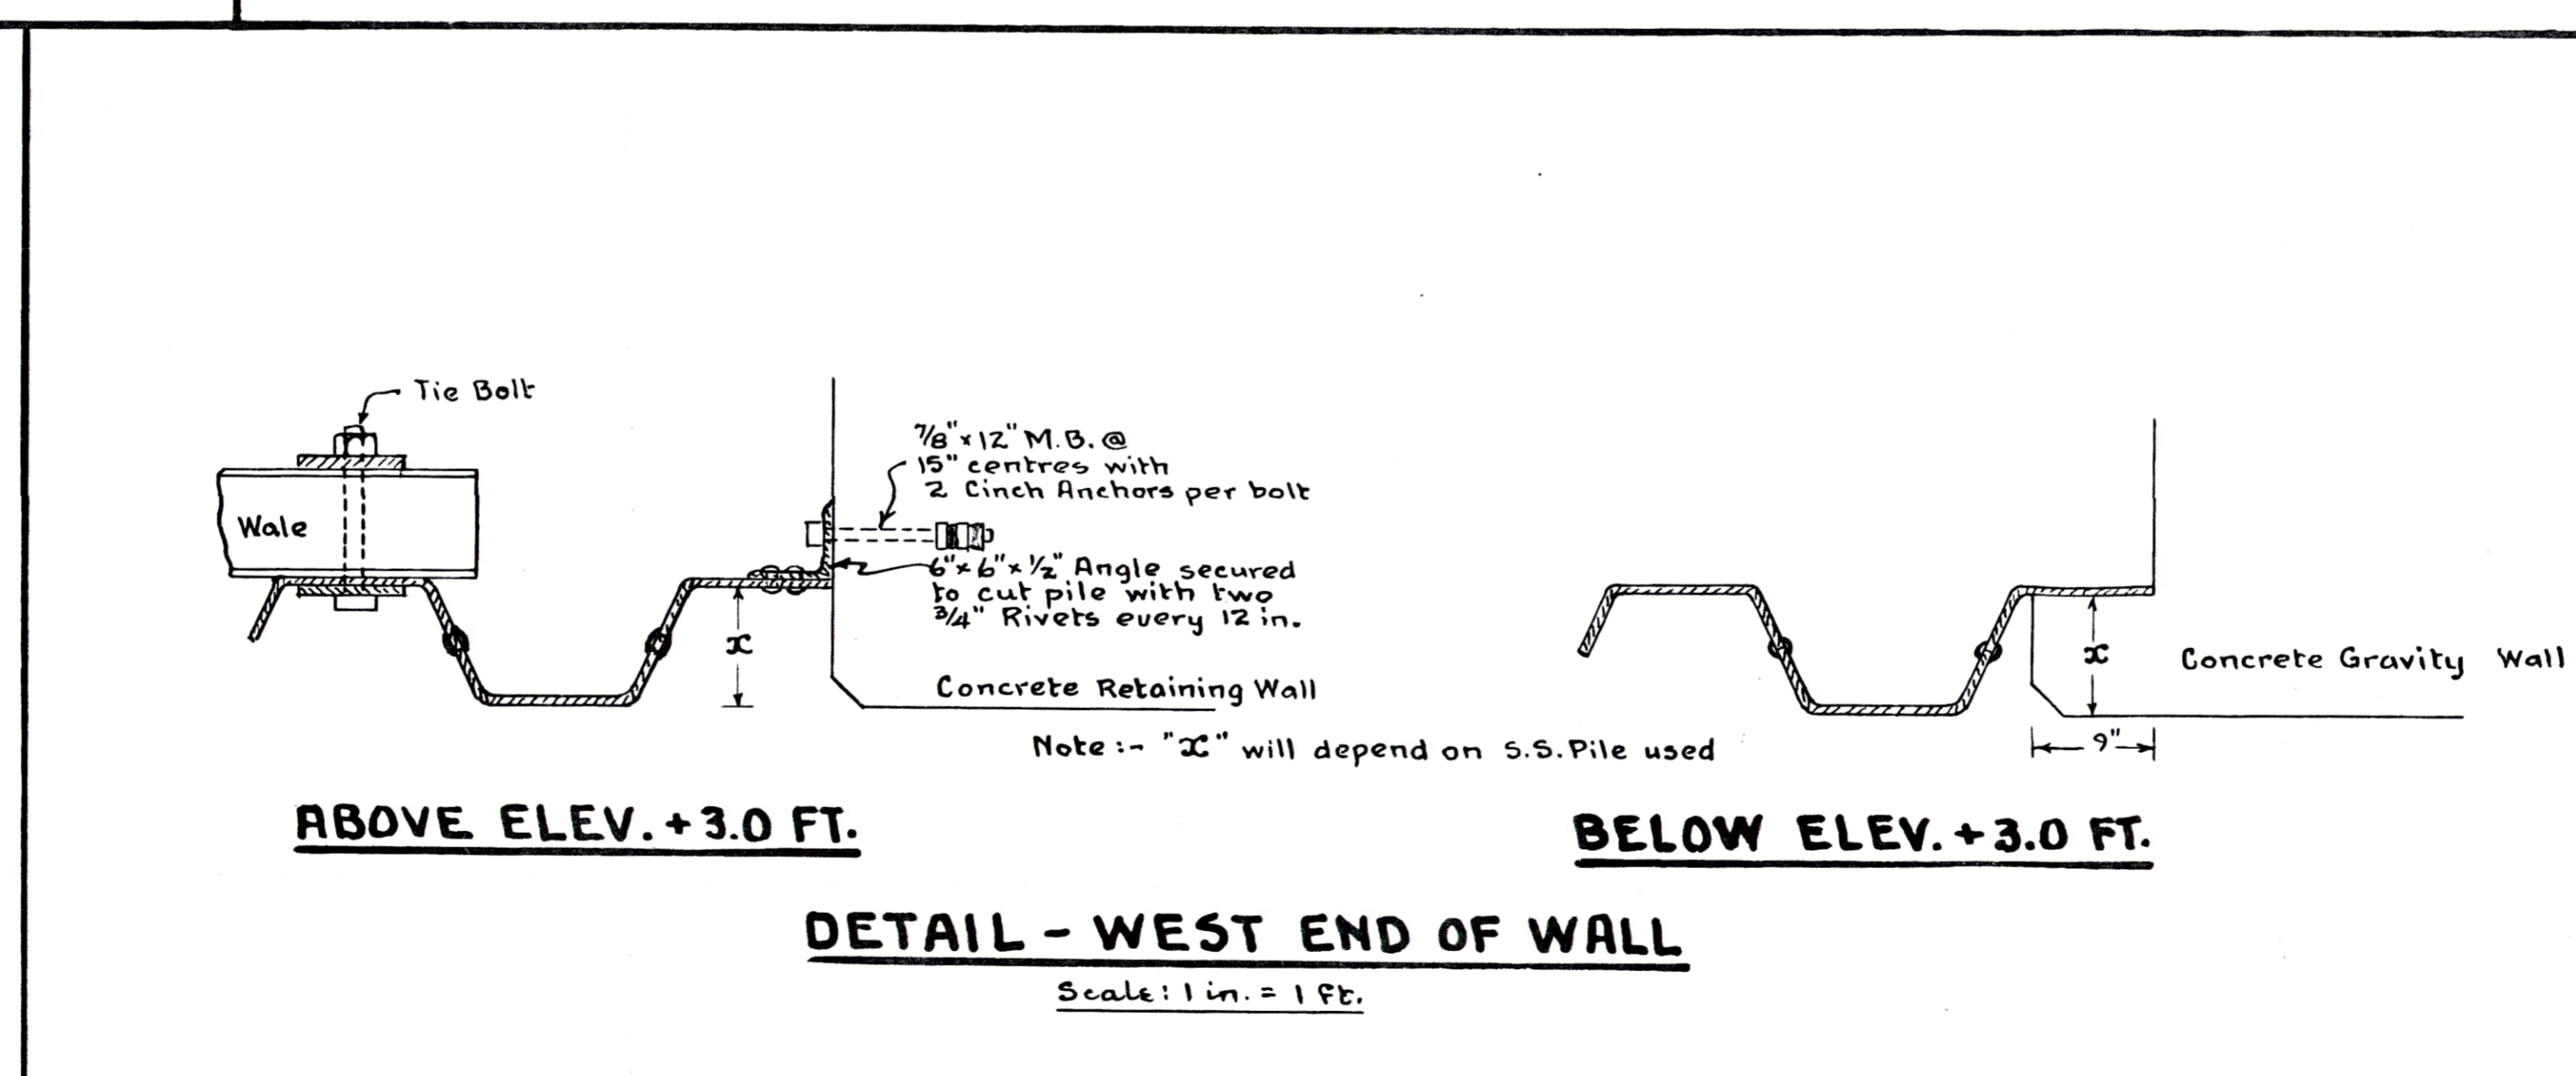 Tie Bolt
Wale
7/8" x 12" M.B. @
15" centres with
2 Cinch Anchors per bolt
6" x 6" x 1/2" Angle secured
to cut pile with two
3/4" Rivets every 12 in.
x
Concrete Retaining Wall
x
Concrete Gravity Wall
9"
Note :- "x" will depend on S.S. Pile used
ABOVE ELEV. +3.0 FT.
BELOW ELEV. +3.0 FT.
DETAIL - WEST END OF WALL
Scale: 1 in. = 1 ft.